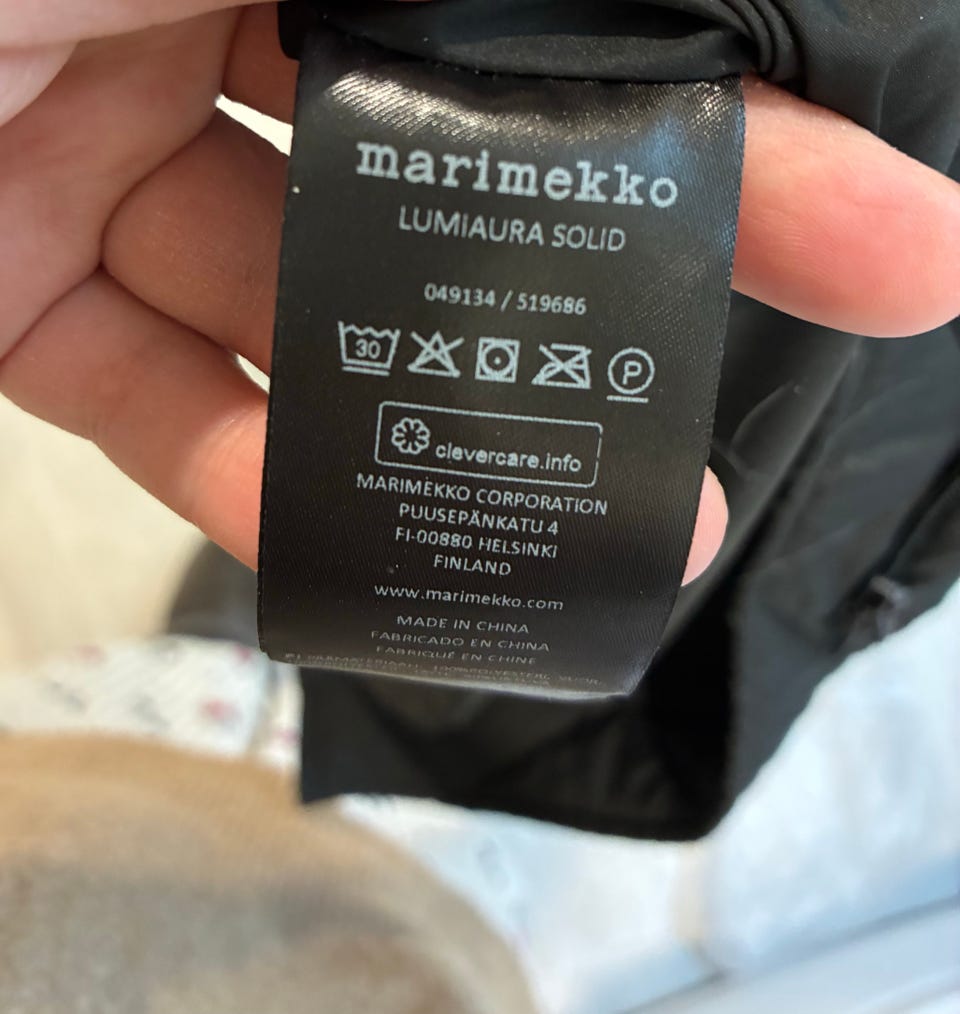 marimekko
LUMIAURA SOLID
049134 / 519686
30
P
clevercare.info
MARIMEKKO CORPORATION
PUUSEPÄNKATU 4
FI-00880 HELSINKI
FINLAND
www.marimekko.com
MADE IN CHINA
FABRICADO EN CHINA
FABRIQUÉ EN CHINE